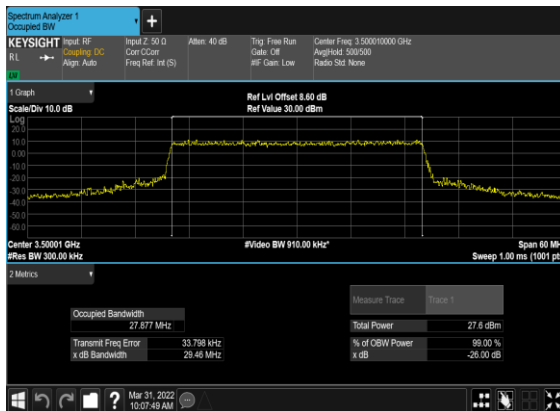 Spectrum Analyzer 1
Occupied BW
KEYSIGHT Input: RF Input Z: 50 Ω Atten: 40 dB Trig: Free Run Center Freq: 3.500010000 GHz
RL Coupling: DC Corr CCorr Gate: Off Avg|Hold: 500/500
Align: Auto Freq Ref: Int (S) #IF Gain: Low Radio Std: None
1 Graph
Ref Lvl Offset 8.60 dB
Scale/Div 10.0 dB Ref Value 30.00 dBm
Log
20.0
10.0
0.00
-10.0
-20.0
-30.0
-40.0
-50.0
-60.0
Center 3.50001 GHz #Video BW 910.00 kHz* Span 60 MH
#Res BW 300.00 kHz Sweep 1.00 ms (1001 pts
2 Metrics
Measure Trace Trace 1
Occupied Bandwidth
27.877 MHz Total Power 27.6 dBm
Transmit Freq Error 33.798 kHz % of OBW Power 99.00 %
x dB Bandwidth 29.46 MHz x dB -26.00 dB
Mar 31, 2022
10:07:49 AM